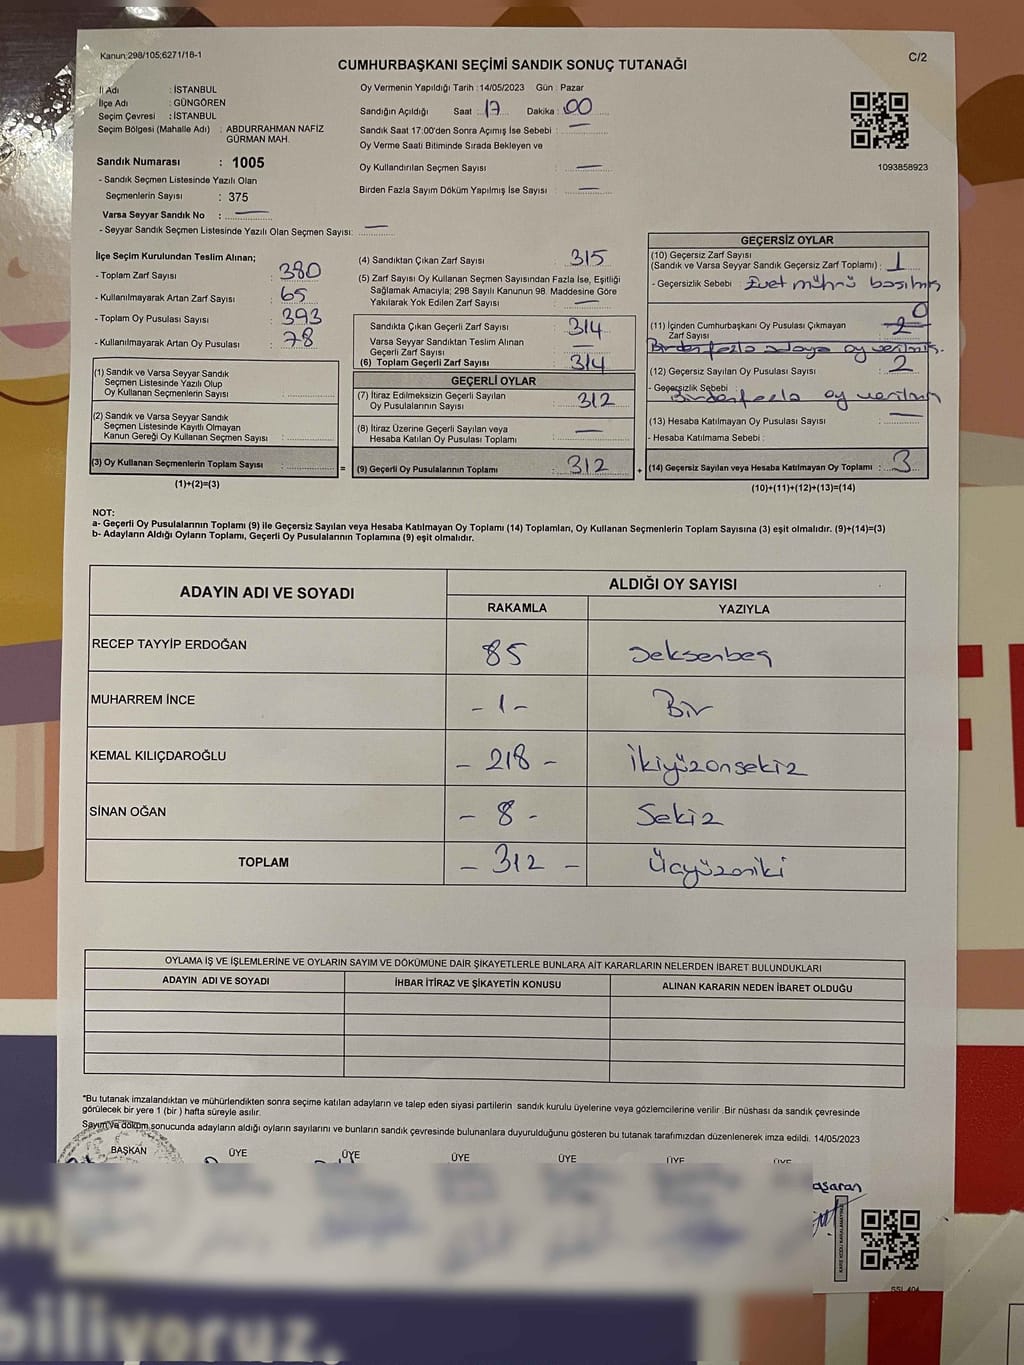 Kanun;298/105;6271/18-1
C/2
CUMHURBAŞKANI SEÇİMİ SANDIK SONUÇ TUTANAĞI
İl Adı : İSTANBUL
İlçe Adı : GÜNGÖREN
Seçim Çevresi : İSTANBUL
Seçim Bölgesi (Mahalle Adı) : ABDURRAHMAN NAFİZ
GÜRMAN MAH.
Sandık Numarası : 1005
- Sandık Seçmen Listesinde Yazılı Olan
Seçmenlerin Sayısı : 375
Varsa Seyyar Sandık No : —
- Seyyar Sandık Seçmen Listesinde Yazılı Olan Seçmen Sayısı: —
Oy Vermenin Yapıldığı Tarih : 14/05/2023 Gün : Pazar
Sandığın Açıldığı Saat : 17 Dakika : 00
Sandık Saat 17:00'den Sonra Açımış İse Sebebi : —
Oy Verme Saati Bitiminde Sırada Bekleyen ve
Oy Kullandırılan Seçmen Sayısı : —
Birden Fazla Sayım Döküm Yapılmış İse Sayısı : —
1093858923
İlçe Seçim Kurulundan Teslim Alınan;
- Toplam Zarf Sayısı : 380
- Kullanılmayarak Artan Zarf Sayısı : 65
- Toplam Oy Pusulası Sayısı : 393
- Kullanılmayarak Artan Oy Pusulası : 78
(1) Sandık ve Varsa Seyyar Sandık
Seçmen Listesinde Yazılı Olup
Oy Kullanan Seçmenlerin Sayısı :
(2) Sandık ve Varsa Seyyar Sandık
Seçmen Listesinde Kayıtlı Olmayan
Kanun Gereği Oy Kullanan Seçmen Sayısı :
(3) Oy Kullanan Seçmenlerin Toplam Sayısı :
(1)+(2)=(3)
(4) Sandıktan Çıkan Zarf Sayısı : 315
(5) Zarf Sayısı Oy Kullanan Seçmen Sayısından Fazla İse, Eşitliği
Sağlamak Amacıyla; 298 Sayılı Kanunun 98. Maddesine Göre
Yakılarak Yok Edilen Zarf Sayısı : —
Sandıkta Çıkan Geçerli Zarf Sayısı : 314
Varsa Seyyar Sandıktan Teslim Alınan
Geçerli Zarf Sayısı : —
(6) Toplam Geçerli Zarf Sayısı : 314
GEÇERLİ OYLAR
(7) İtiraz Edilmeksizin Geçerli Sayılan
Oy Pusulalarının Sayısı : 312
(8) İtiraz Üzerine Geçerli Sayılan veya
Hesaba Katılan Oy Pusulası Toplamı : —
= (9) Geçerli Oy Pusulalarının Toplamı : 312
GEÇERSİZ OYLAR
(10) Geçersiz Zarf Sayısı
(Sandık ve Varsa Seyyar Sandık Geçersiz Zarf Toplamı) : 1
- Geçersizlik Sebebi : Evet mührü basılmış
0
(11) İçinden Cumhurbaşkanı Oy Pusulası Çıkmayan
Zarf Sayısı : 2
Birden fazla adaya oy verilmiş.
(12) Geçersiz Sayılan Oy Pusulası Sayısı : 2
- Geçersizlik Sebebi : Birden fazla oy verilmiş
(13) Hesaba Katılmayan Oy Pusulası Sayısı : —
- Hesaba Katılmama Sebebi :
+ (14) Geçersiz Sayılan veya Hesaba Katılmayan Oy Toplamı : 3
(10)+(11)+(12)+(13)=(14)
NOT:
a- Geçerli Oy Pusulalarının Toplamı (9) ile Geçersiz Sayılan veya Hesaba Katılmayan Oy Toplamı (14) Toplamları, Oy Kullanan Seçmenlerin Toplam Sayısına (3) eşit olmalıdır. (9)+(14)=(3)
b- Adayların Aldığı Oyların Toplamı, Geçerli Oy Pusulalarının Toplamına (9) eşit olmalıdır.
ADAYIN ADI VE SOYADI ALDIĞI OY SAYISI
RAKAMLA YAZIYLA
RECEP TAYYİP ERDOĞAN 85 Seksenbeş
MUHARREM İNCE - 1 - Bir
KEMAL KILIÇDAROĞLU - 218 - İkiyüzonsekiz
SİNAN OĞAN - 8 - Sekiz
TOPLAM - 312 - Üçyüzoniki
OYLAMA İŞ VE İŞLEMLERİNE VE OYLARIN SAYIM VE DÖKÜMÜNE DAİR ŞİKAYETLERLE BUNLARA AİT KARARLARIN NELERDEN İBARET BULUNDUKLARI
ADAYIN ADI VE SOYADI İHBAR İTİRAZ VE ŞİKAYETİN KONUSU ALINAN KARARIN NEDEN İBARET OLDUĞU
*Bu tutanak imzalandıktan ve mühürlendikten sonra seçime katılan adayların ve talep eden siyasi partilerin sandık kurulu üyelerine veya gözlemcilerine verilir. Bir nüshası da sandık çevresinde
görülecek bir yere 1 (bir ) hafta süreyle asılır.
Sayım ve döküm sonucunda adayların aldığı oyların sayılarını ve bunların sandık çevresinde bulunanlara duyurulduğunu gösteren bu tutanak tarafımızdan düzenlenerek imza edildi. 14/05/2023
BAŞKAN ÜYE ÜYE ÜYE ÜYE ÜYE ÜYE
aşaran
biliyoruz.